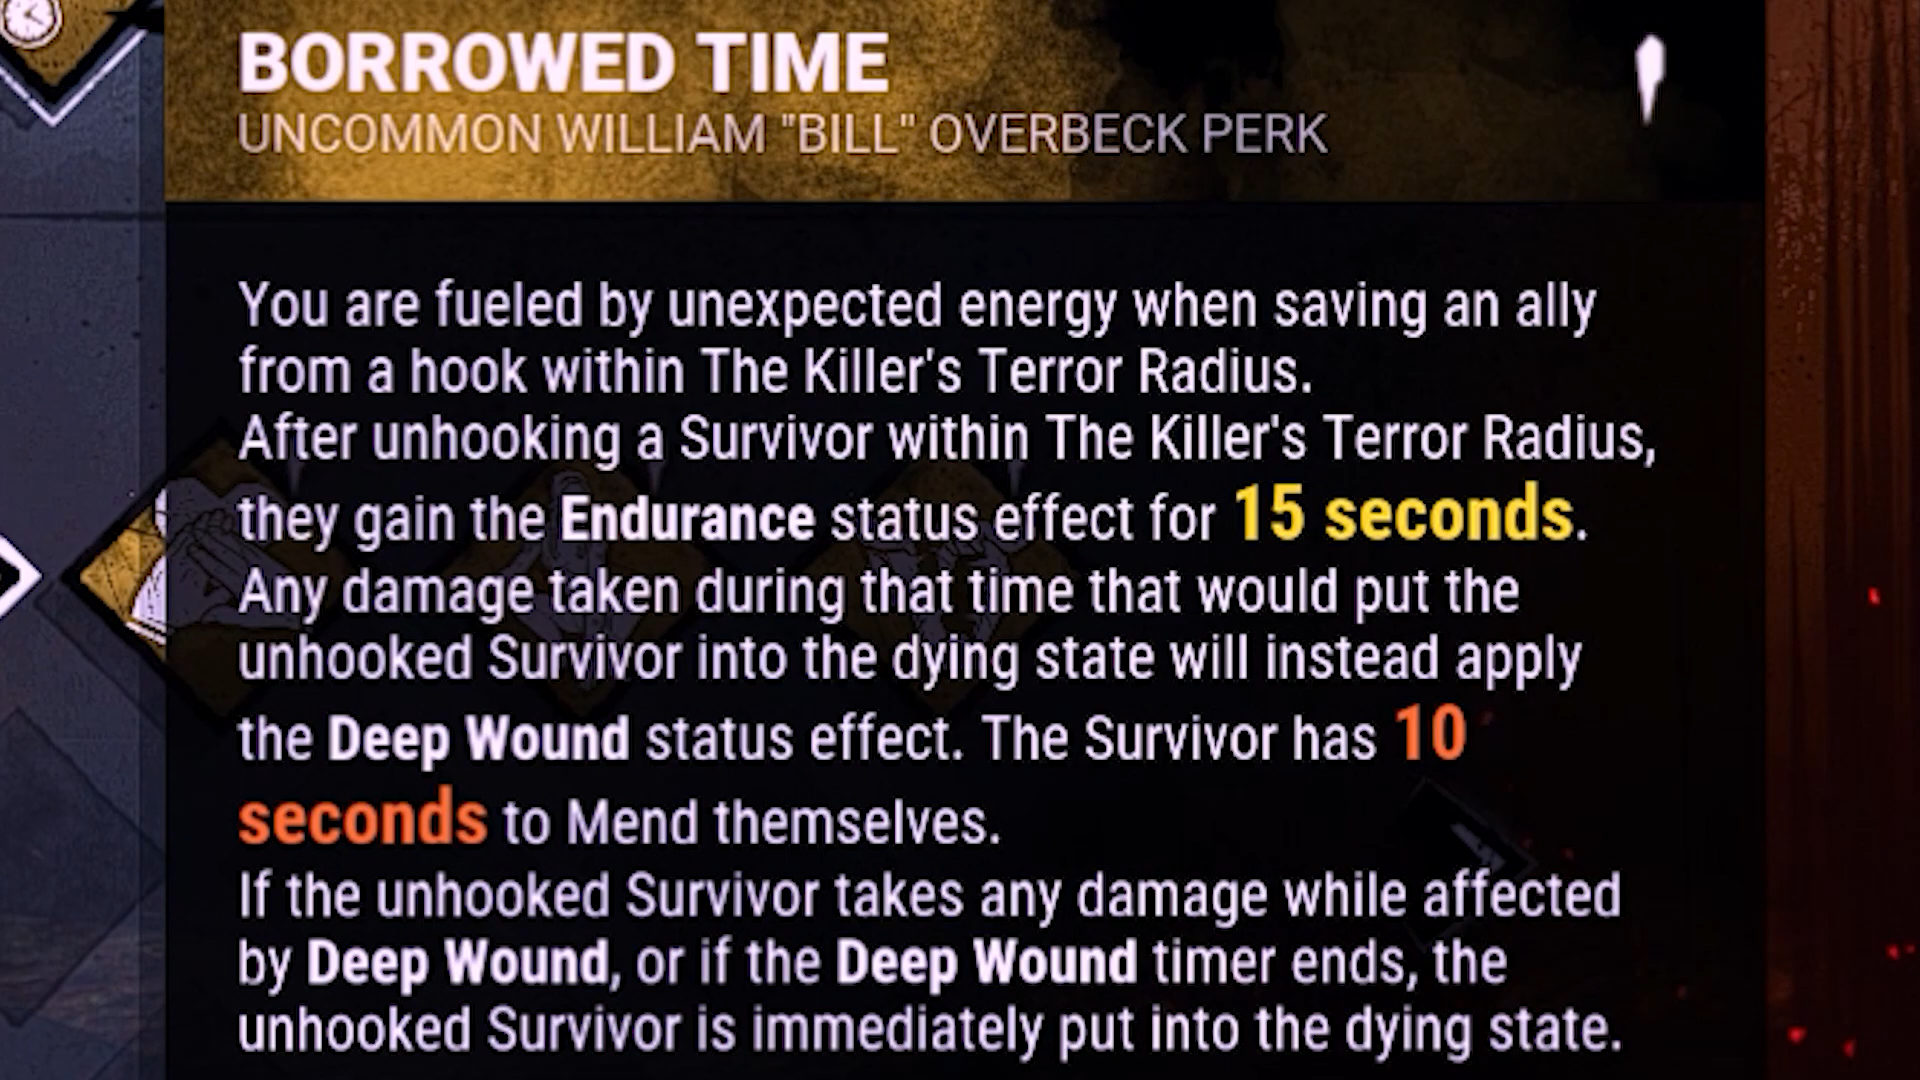 BORROWED TIME
UNCOMMON WILLIAM "BILL" OVERBECK PERK
You are fueled by unexpected energy when saving an ally
from a hook within The Killer's Terror Radius.
After unhooking a Survivor within The Killer's Terror Radius,
they gain the Endurance status effect for 15 seconds.
Any damage taken during that time that would put the
unhooked Survivor into the dying state will instead apply
the Deep Wound status effect. The Survivor has 10
seconds to Mend themselves.
If the unhooked Survivor takes any damage while affected
by Deep Wound, or if the Deep Wound timer ends, the
unhooked Survivor is immediately put into the dying state.